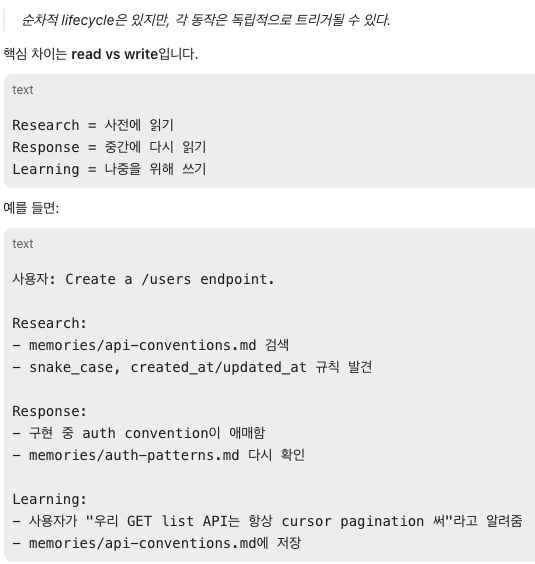 순차적 lifecycle은 있지만, 각 동작은 독립적으로 트리거될 수 있다.
핵심 차이는 read vs write입니다.
text
Research = 사전에 읽기
Response = 중간에 다시 읽기
Learning = 나중을 위해 쓰기
예를 들면:
text
사용자: Create a /users endpoint.
Research:
- memories/api-conventions.md 검색
- snake_case, created_at/updated_at 규칙 발견
Response:
- 구현 중 auth convention이 애매함
- memories/auth-patterns.md 다시 확인
Learning:
- 사용자가 "우리 GET list API는 항상 cursor pagination 써"라고 알려줌
- memories/api-conventions.md에 저장